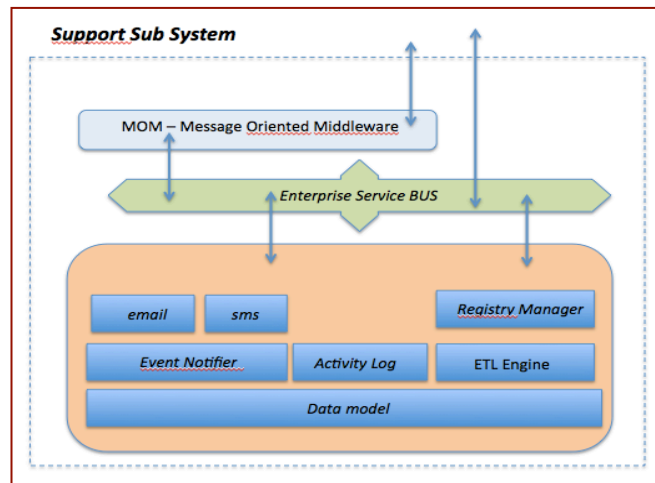 Support Sub System
MOM – Message Oriented Middleware
Enterprise Service BUS
email
sms
Registry Manager
Event Notifier
Activity Log
ETL Engine
Data model